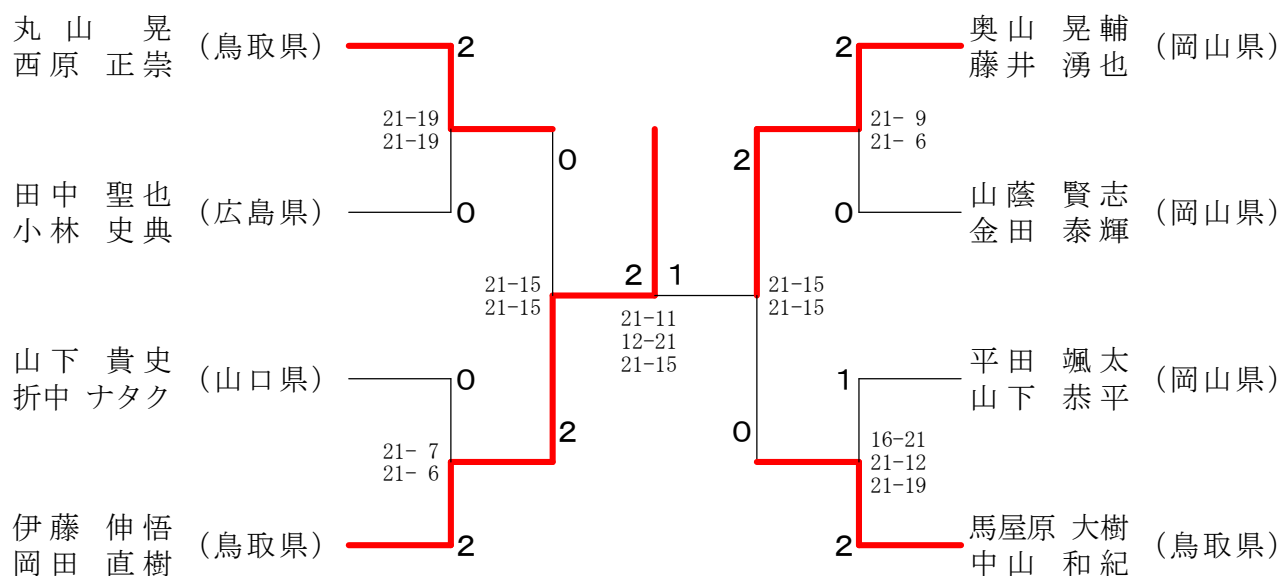 丸山 晃
西原 正崇
(鳥取県)
2
21-19
21-19
田中 聖也
小林 史典
(広島県)
0
0
21-15
21-15
山下 貴史
折中 ナタク
(山口県)
0
21- 7
21- 6
2
伊藤 伸悟
岡田 直樹
(鳥取県)
2
2 1
21-11
12-21
21-15
2
奥山 晃輔
藤井 湧也
(岡山県)
21- 9
21- 6
2
0
山蔭 賢志
金田 泰輝
(岡山県)
21-15
21-15
1
平田 颯太
山下 恭平
(岡山県)
0
16-21
21-12
21-19
2
馬屋原 大樹
中山 和紀
(鳥取県)